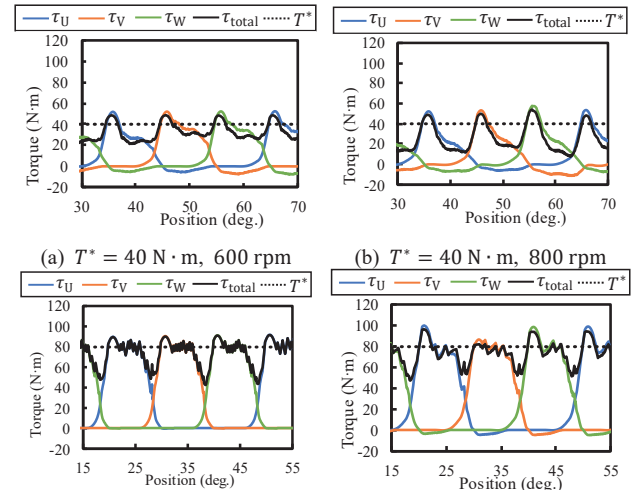 τU τV τW τtotal T*
τU τV τW τtotal T*
Torque (N·m)
120
100
80
60
40
20
0
-20
30 40 50 60 70
Position (deg.)
Torque (N·m)
120
100
80
60
40
20
0
-20
30 40 50 60 70
Position (deg.)
(a) T* = 40 N · m, 600 rpm
(b) T* = 40 N · m, 800 rpm
τU τV τW τtotal T*
τU τV τW τtotal T*
Torque (N·m)
120
100
80
60
40
20
0
-20
15 25 35 45 55
Position (deg.)
Torque (N·m)
120
100
80
60
40
20
0
-20
15 25 35 45 55
Position (deg.)